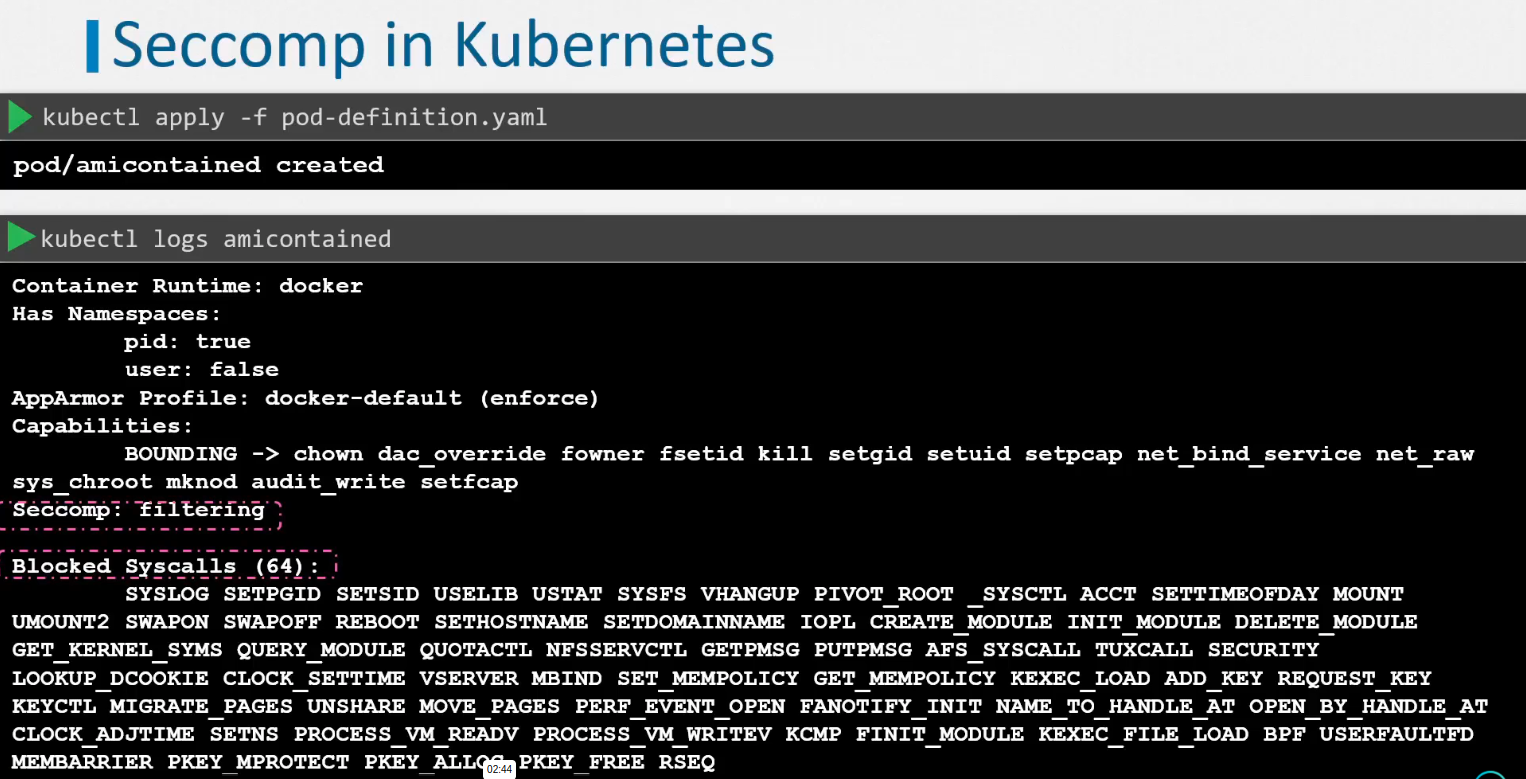 Seccomp in Kubernetes
kubectl apply -f pod-definition.yaml
pod/amicontained created
kubectl logs amicontained
Container Runtime: docker
Has Namespaces:
pid: true
user: false
AppArmor Profile: docker-default (enforce)
Capabilities:
BOUNDING -> chown dac_override fowner fsetid kill setgid setuid setpcap net_bind_service net_raw
sys_chroot mknod audit_write setfcap
Seccomp: filtering
Blocked Syscalls (64):
SYSLOG SETPGID SETSID USELIB USTAT SYSFS VHANGUP PIVOT_ROOT _SYSCTL ACCT SETTIMEOFDAY MOUNT
UMOUNT2 SWAPON SWAPOFF REBOOT SETHOSTNAME SETDOMAINNAME IOPL CREATE_MODULE INIT_MODULE DELETE_MODULE
GET_KERNEL_SYMS QUERY_MODULE QUOTACTL NFSSERVCTL GETPMSG PUTPMSG AFS_SYSCALL TUXCALL SECURITY
LOOKUP_DCOOKIE CLOCK_SETTIME VSERVER MBIND SET_MEMPOLICY GET_MEMPOLICY KEXEC_LOAD ADD_KEY REQUEST_KEY
KEYCTL MIGRATE_PAGES UNSHARE MOVE_PAGES PERF_EVENT_OPEN FANOTIFY_INIT NAME_TO_HANDLE_AT OPEN_BY_HANDLE_AT
CLOCK_ADJTIME SETNS PROCESS_VM_READV PROCESS_VM_WRITEV KCMP FINIT_MODULE KEXEC_FILE_LOAD BPF USERFAULTFD
MEMBARRIER PKEY_MPROTECT PKEY_ALLOC PKEY_FREE RSEQ
02:44